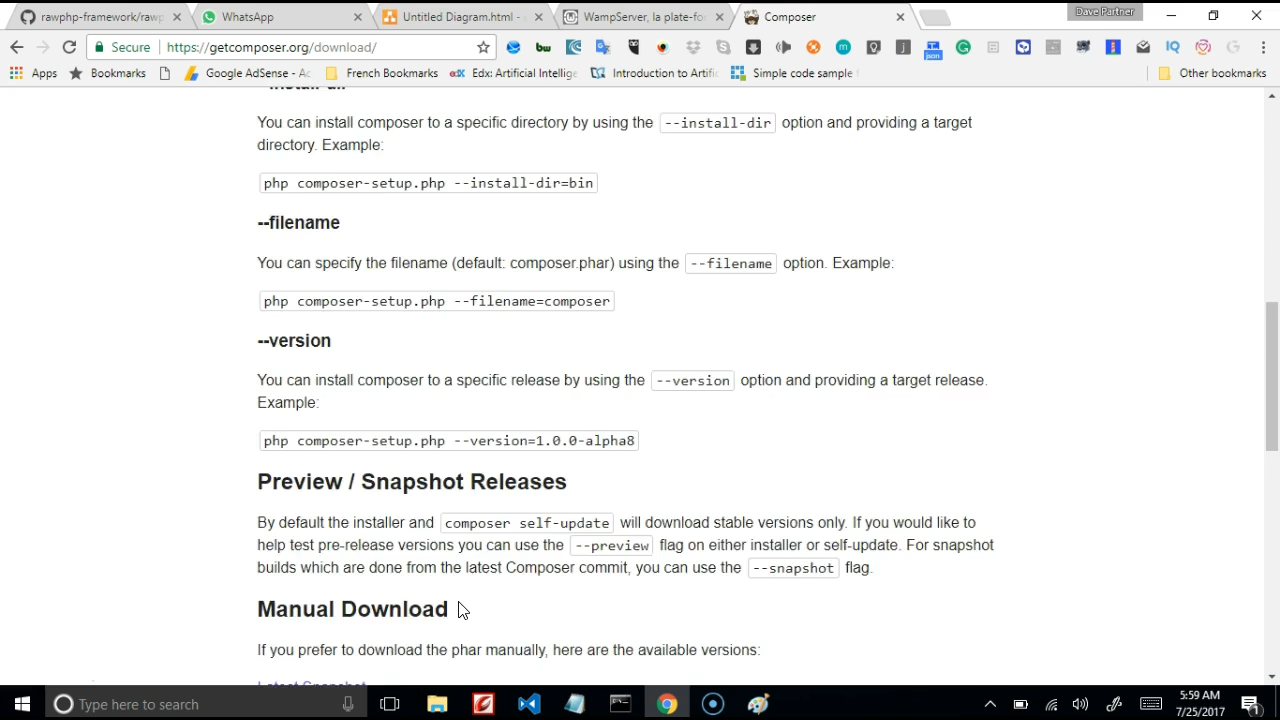 rawphp-framework/rawp
WhatsApp
Untitled Diagram.html -
WampServer, la plate-for
Composer
Dave Partner
Secure
https://getcomposer.org/download/
Apps
Bookmarks
Google AdSense - Ac
French Bookmarks
Edx: Artificial Intellige
Introduction to Artific
Simple code sample f
Other bookmarks
You can install composer to a specific directory by using the --install-dir option and providing a target
directory. Example:
php composer-setup.php --install-dir=bin
--filename
You can specify the filename (default: composer.phar) using the --filename option. Example:
php composer-setup.php --filename=composer
--version
You can install composer to a specific release by using the --version option and providing a target release.
Example:
php composer-setup.php --version=1.0.0-alpha8
Preview / Snapshot Releases
By default the installer and composer self-update will download stable versions only. If you would like to
help test pre-release versions you can use the --preview flag on either installer or self-update. For snapshot
builds which are done from the latest Composer commit, you can use the --snapshot flag.
Manual Download
If you prefer to download the phar manually, here are the available versions:
Latest Snapshot
Type here to search
5:59 AM
7/25/2017